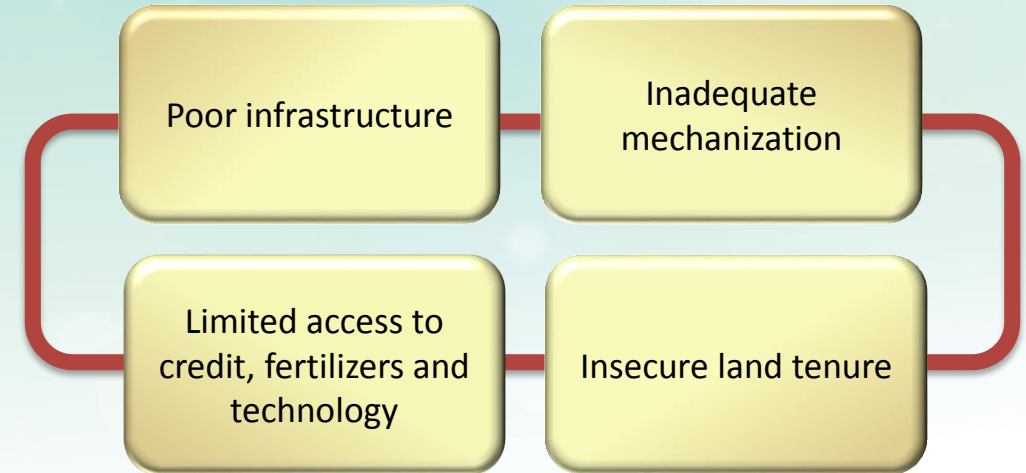 Poor infrastructure
Inadequate
mechanization
Limited access to
credit, fertilizers and
technology
Insecure land tenure